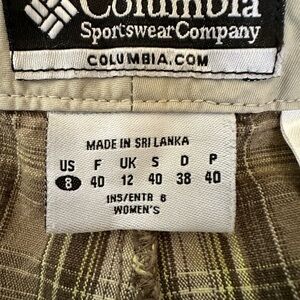 Columbia
Sportswear Company
COLUMBIA.COM
MADE IN SRI LANKA
US F UK S D P
8 40 12 40 38 40
INS/ENTR 8
WOMEN'S